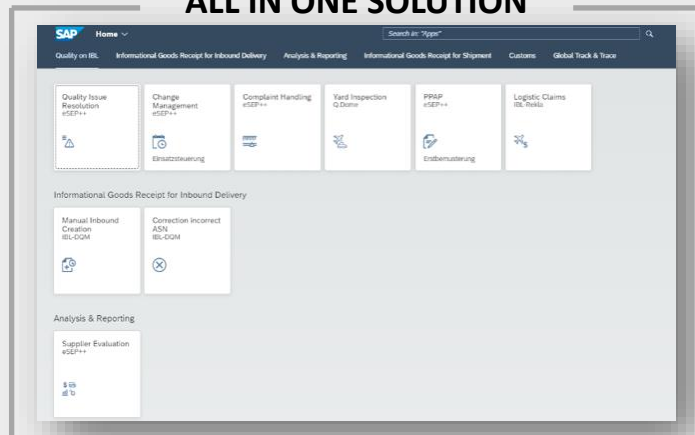 ALL IN ONE SOLUTION
SAP Home
Search in: "Apps"
Quality on IBL Informational Goods Receipt for Inbound Delivery Analysis & Reporting Informational Goods Receipt for Shipment Customs Global Track & Trace
Quality Issue
Resolution
eSEP++
Change
Management
eSEP++
Einsatzsteuerung
Complaint Handling
eSEP++
Yard Inspection
Q.Dome
PPAP
eSEP++
Erstbemusterung
Logistic Claims
IBL-Rekla
Informational Goods Receipt for Inbound Delivery
Manual Inbound
Creation
IBL-DQM
Correction Incorrect
ASN
IBL-DQM
Analysis & Reporting
Supplier Evaluation
eSEP++